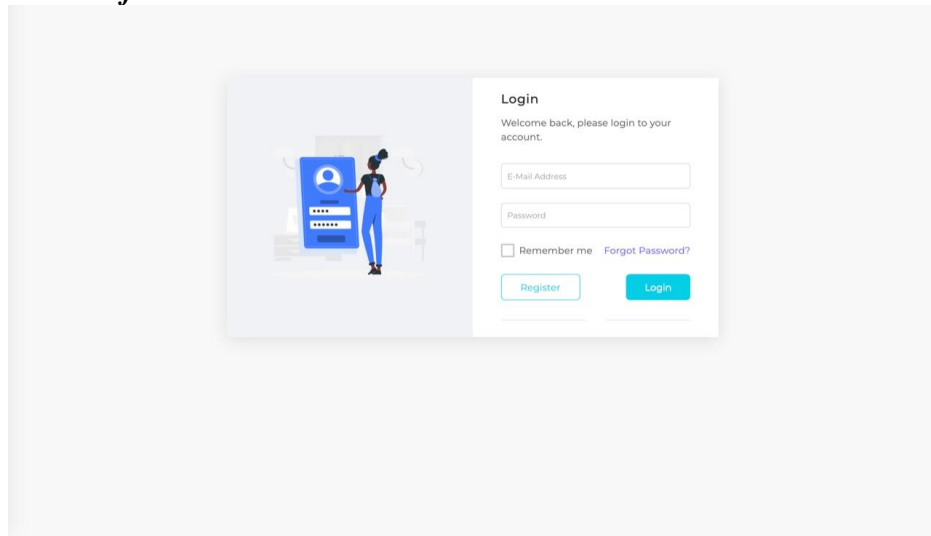 Login
Welcome back, please login to your
account.
E-Mail Address
Password
Remember me Forgot Password?
Register Login